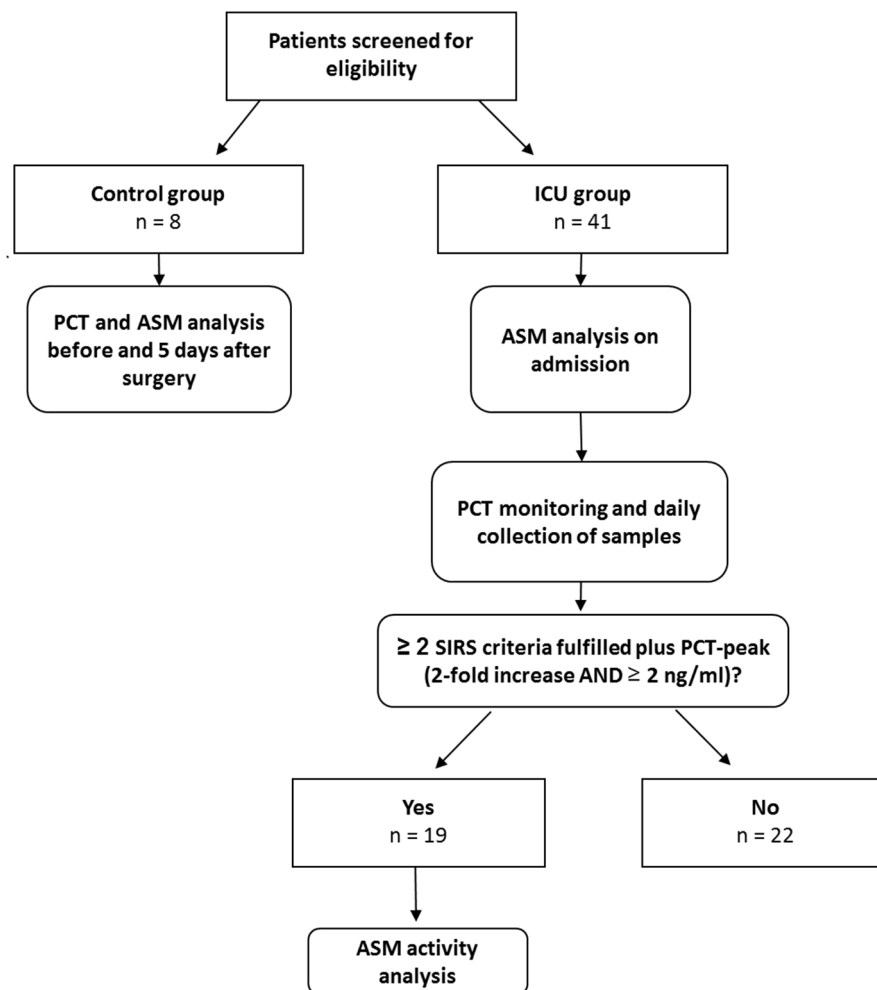 Patients screened for
eligibility
Control group
n = 8
ICU group
n = 41
PCT and ASM analysis
before and 5 days after
surgery
ASM analysis on
admission
PCT monitoring and daily
collection of samples
≥ 2 SIRS criteria fulfilled plus PCT-peak
(2-fold increase AND ≥ 2 ng/ml)?
Yes
n = 19
No
n = 22
ASM activity
analysis